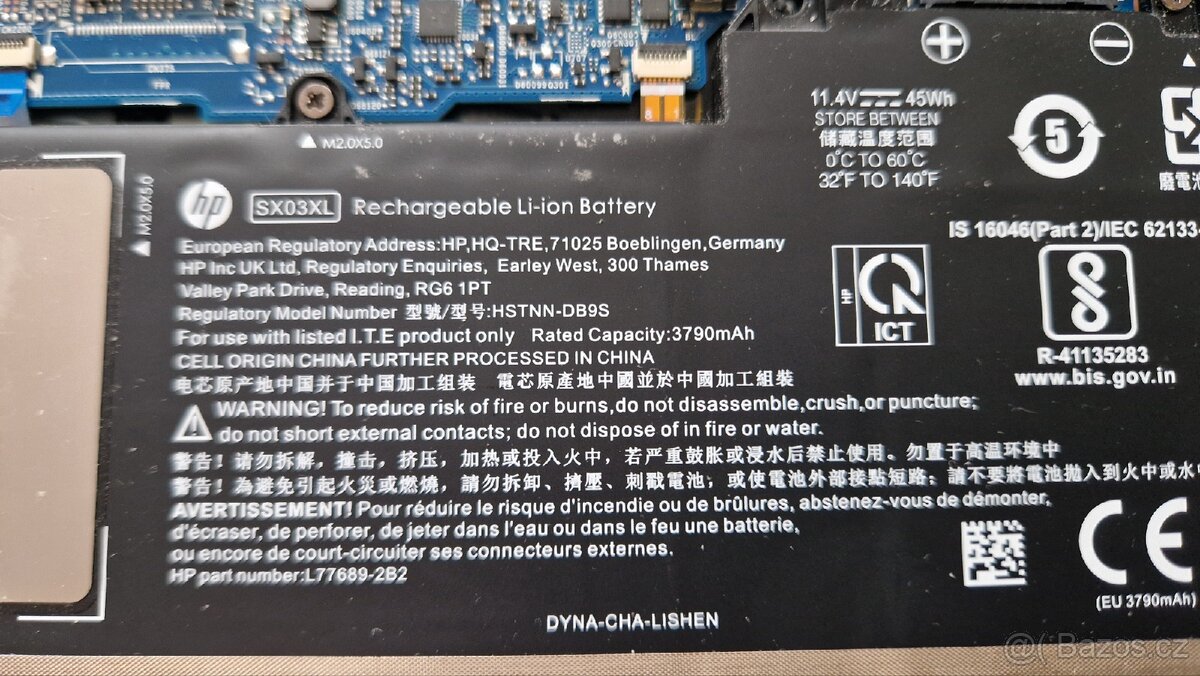 M2.0X5.0
M2.0X5.0
hp
SX03XL Rechargeable Li-ion Battery
European Regulatory Address:HP,HQ-TRE,71025 Boeblingen,Germany
HP Inc UK Ltd, Regulatory Enquiries, Earley West, 300 Thames
Valley Park Drive, Reading, RG6 1PT
Regulatory Model Number 型號/型号:HSTNN-DB9S
For use with listed I.T.E product only Rated Capacity:3790mAh
CELL ORIGIN CHINA FURTHER PROCESSED IN CHINA
电芯原产地中国并于中国加工组装 電芯原產地中國並於中國加工組裝
WARNING! To reduce risk of fire or burns,do not disassemble,crush,or puncture;
do not short external contacts; do not dispose of in fire or water.
警告! 请勿拆解, 撞击, 挤压, 加热或投入火中, 若严重鼓胀或浸水后禁止使用。勿置于高温环境中
警告! 為避免引起火災或燃燒, 請勿拆卸、擠壓、刺戳電池; 或使電池外部接點短路; 請不要將電池拋入到火中或水
AVERTISSEMENT! Pour réduire le risque d'incendie ou de brûlures, abstenez-vous de démonter,
d'écraser, de perforer, de jeter dans l'eau ou dans le feu une batterie,
ou encore de court-circuiter ses connecteurs externes.
HP part number:L77689-2B2
DYNA-CHA-LISHEN
11.4V 45Wh
STORE BETWEEN
储藏温度范围
0°C TO 60°C
32°F TO 140°F
5
廢電池
IS 16046(Part 2)/IEC 62133-
HP
ICT
R-41135283
www.bis.gov.in
CE
(EU 3790mAh)
Bazos.cz